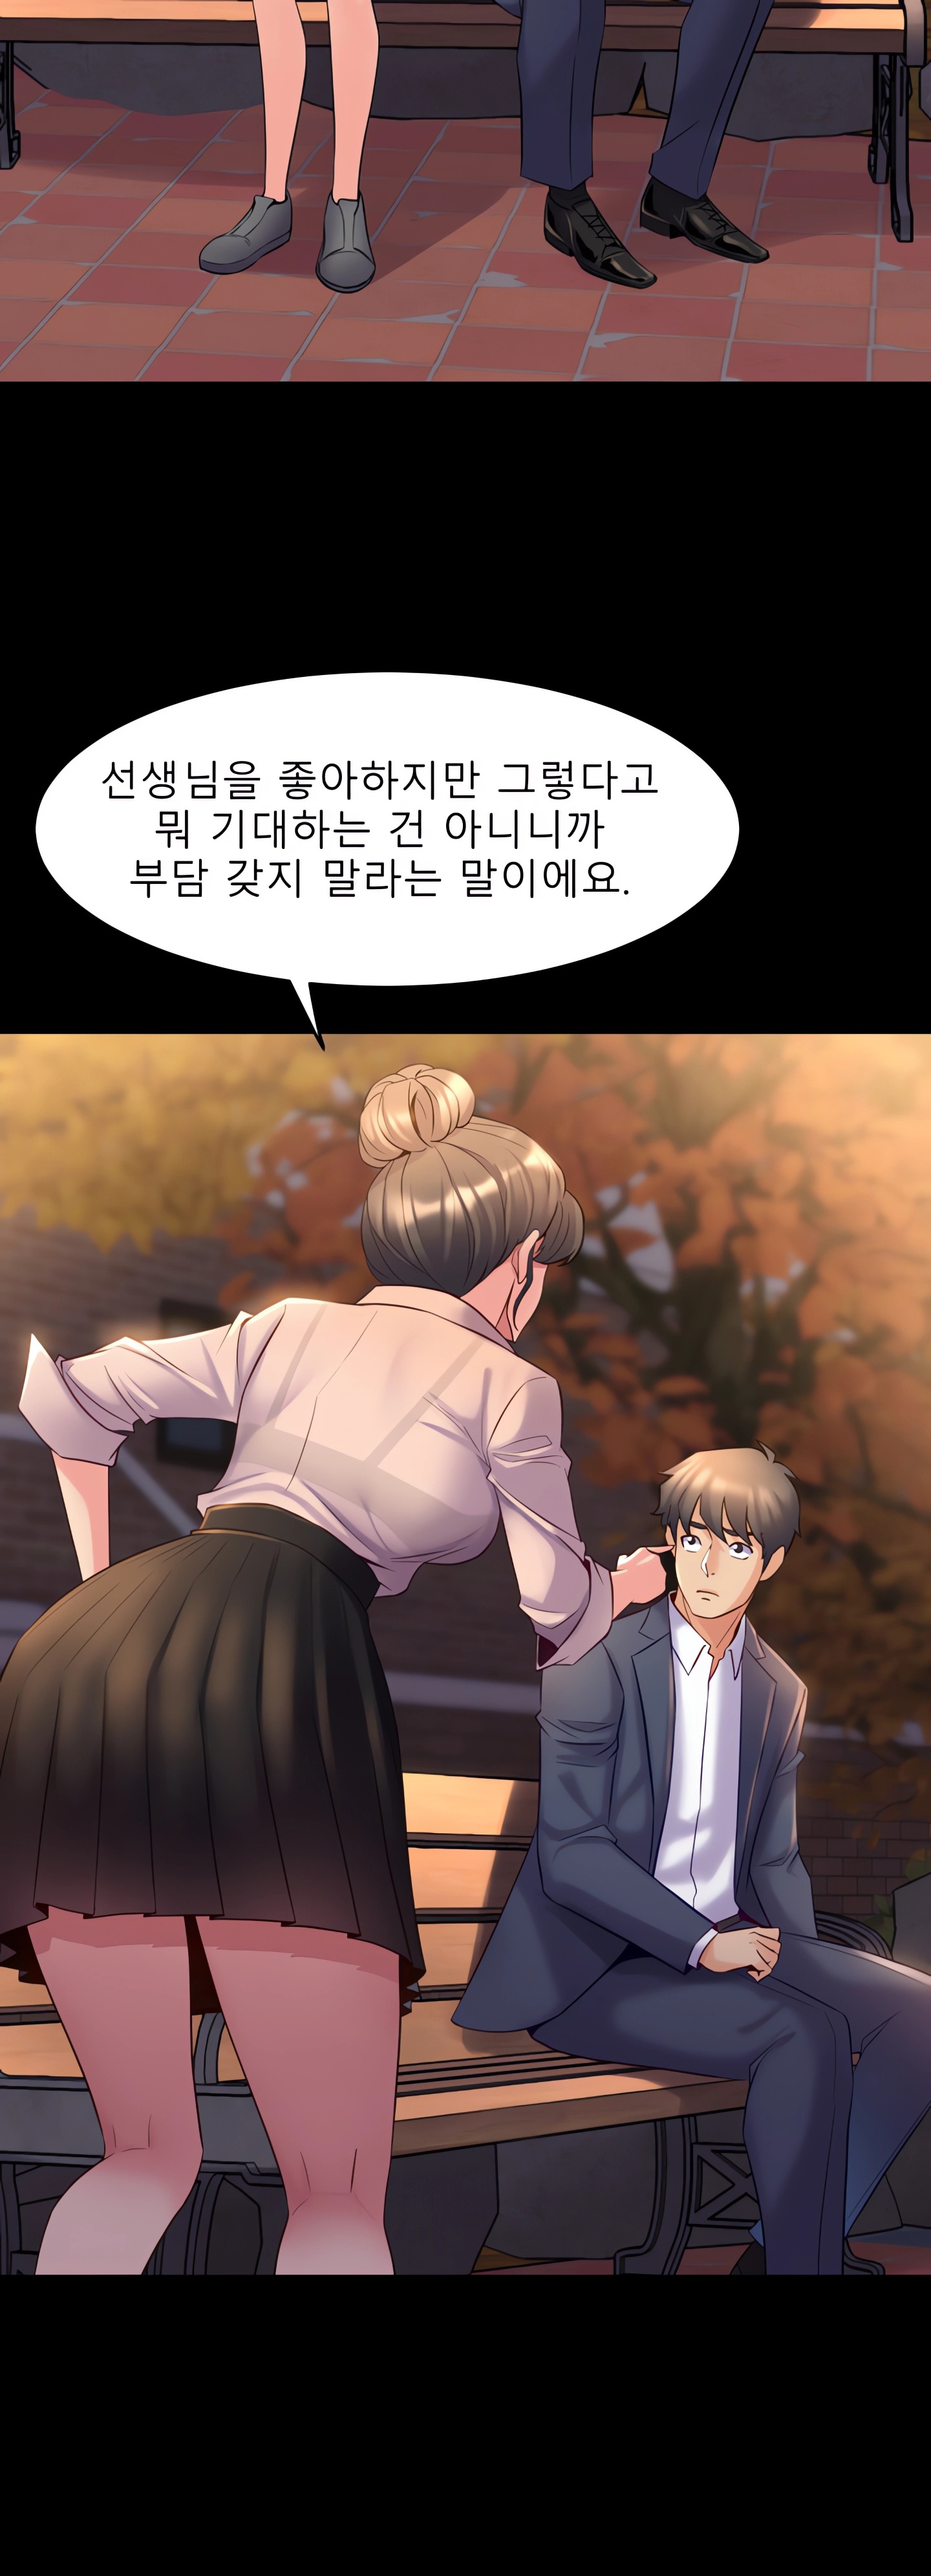 선생님을 좋아하지만 그렇다고
뭐 기대하는 건 아니니까
부담 갖지 말라는 말이에요.